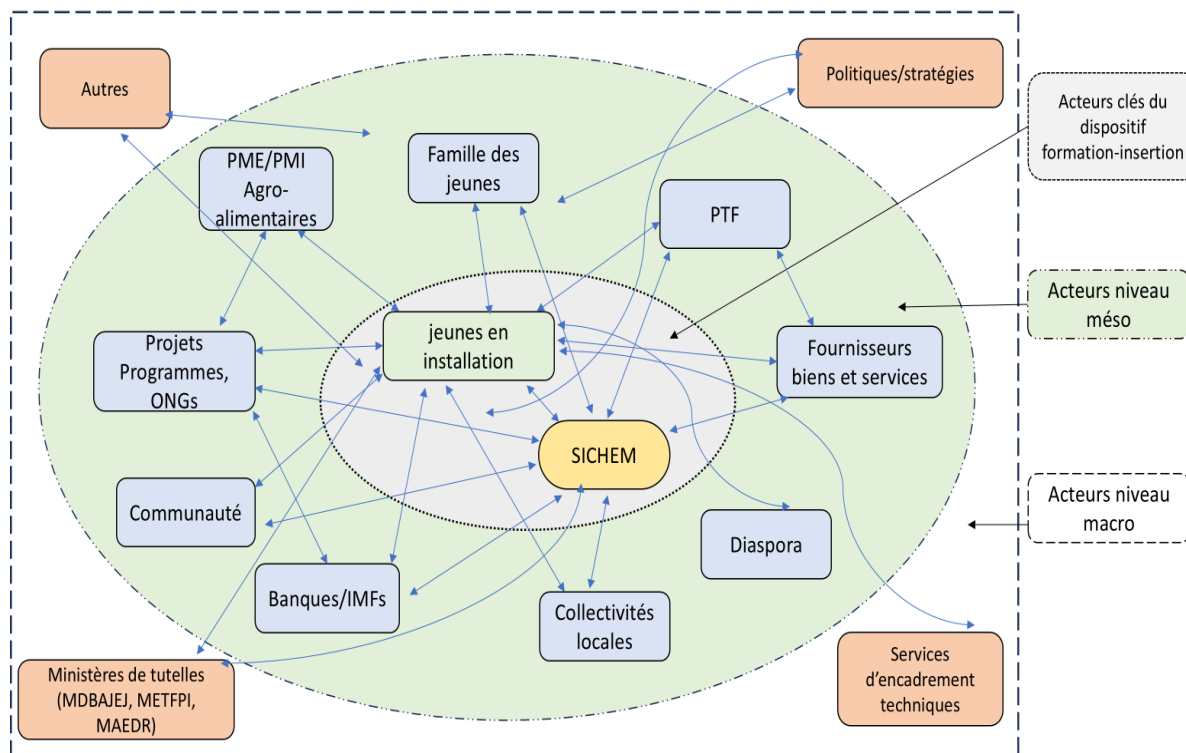 Autres
Politiques/stratégies
Acteurs clés du
dispositif
formation-insertion
PME/PMI
Agro-
alimentaires
Famille des
jeunes
PTF
jeunes en
installation
Acteurs niveau
méso
Projets
Programmes,
ONGs
Fournisseurs
biens et services
SICHEM
Communauté
Acteurs niveau
macro
Diaspora
Banques/IMFs
Collectivités
locales
Ministères de tutelles
(MDBAJEJ, METFPI,
MAEDR)
Services
d’encadrement
techniques